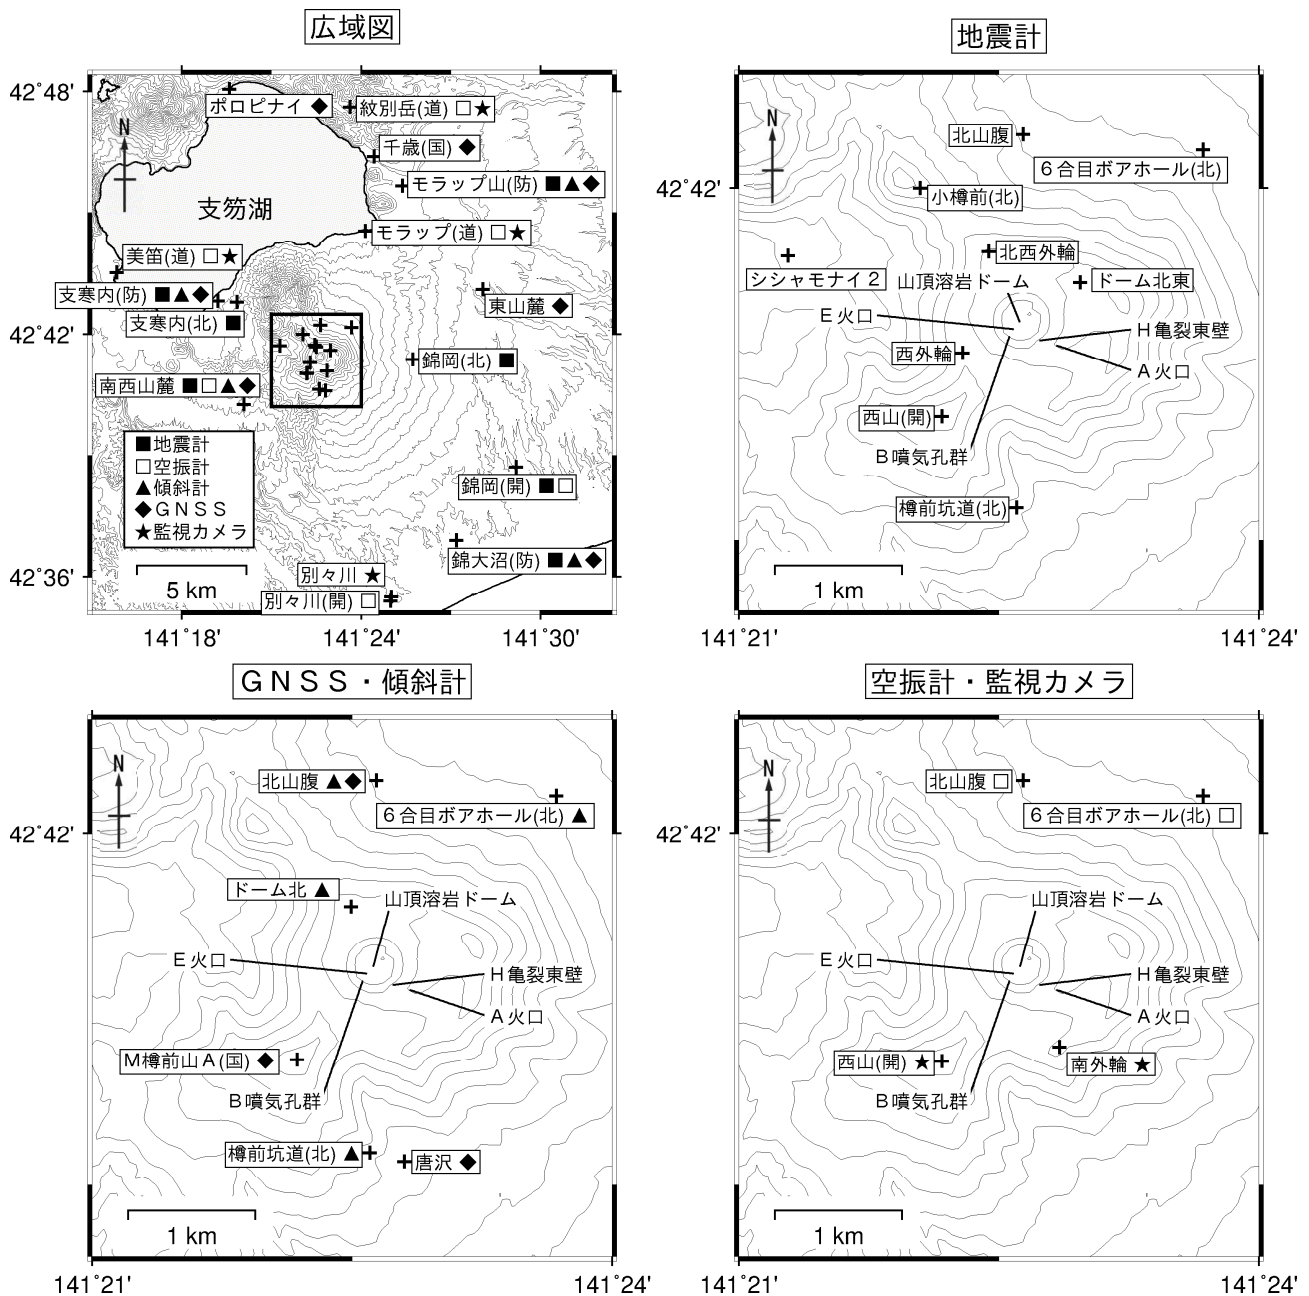 広域図
42°48'
42°42'
42°36'
141°18'
141°24'
141°30'
N
ポロピナイ ◆
紋別岳(道) □★
千歳(国) ◆
モラップ山(防) ■▲◆
支笏湖
モラップ(道) □★
美笛(道) □★
支寒内(防) ■▲◆
支寒内(北) ■
東山麓 ◆
錦岡(北) ■
南西山麓 ■□▲◆
■地震計
□空振計
▲傾斜計
◆GNSS
★監視カメラ
錦岡(開) ■□
錦大沼(防) ■▲◆
別々川 ★
別々川(開) □
5 km
地震計
42°42'
141°21'
141°24'
N
北山腹
6合目ボアホール(北)
小樽前(北)
北西外輪
シシャモナイ2
山頂溶岩ドーム
ドーム北東
E火口
H亀裂東壁
西外輪
A火口
西山(開)
B噴気孔群
樽前坑道(北)
1 km
GNSS・傾斜計
42°42'
141°21'
141°24'
N
北山腹 ▲◆
6合目ボアホール(北) ▲
ドーム北 ▲
山頂溶岩ドーム
E火口
H亀裂東壁
A火口
M樽前山A(国) ◆
B噴気孔群
樽前坑道(北) ▲
唐沢 ◆
1 km
空振計・監視カメラ
42°42'
141°21'
141°24'
N
北山腹 □
6合目ボアホール(北) □
山頂溶岩ドーム
E火口
H亀裂東壁
A火口
西山(開) ★
南外輪 ★
B噴気孔群
1 km